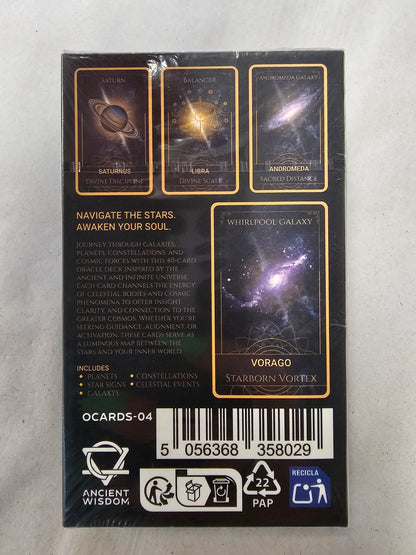 SATURN
SATURNUS
DIVINE DISCIPLINE
BALANCER
LIBRA
DIVINE SCALE
ANDROMEDA GALAXY
ANDROMEDA
SACRED DISTANCE
NAVIGATE THE STARS.
AWAKEN YOUR SOUL.
JOURNEY THROUGH GALAXIES,
PLANETS, CONSTELLATIONS, AND
COSMIC FORCES WITH THIS 40-CARD
ORACLE DECK INSPIRED BY THE
ANCIENT AND INFINITE UNIVERSE.
EACH CARD CHANNELS THE ENERGY
OF CELESTIAL BODIES AND COSMIC
PHENOMENA TO OFFER INSIGHT,
CLARITY, AND CONNECTION TO THE
GREATER COSMOS. WHETHER YOU'RE
SEEKING GUIDANCE, ALIGNMENT, OR
ACTIVATION, THESE CARDS SERVE AS
A LUMINOUS MAP BETWEEN THE
STARS AND YOUR INNER WORLD.
INCLUDES
• PLANETS
• STAR SIGNS
• GALAXYS
• CONSTELLATIONS
• CELESTIAL EVENTS
WHIRLPOOL GALAXY
VORAGO
STARBORN VORTEX
OCARDS-04
5 056368 358029
ANCIENT
WISDOM
22
PAP
RECICLA